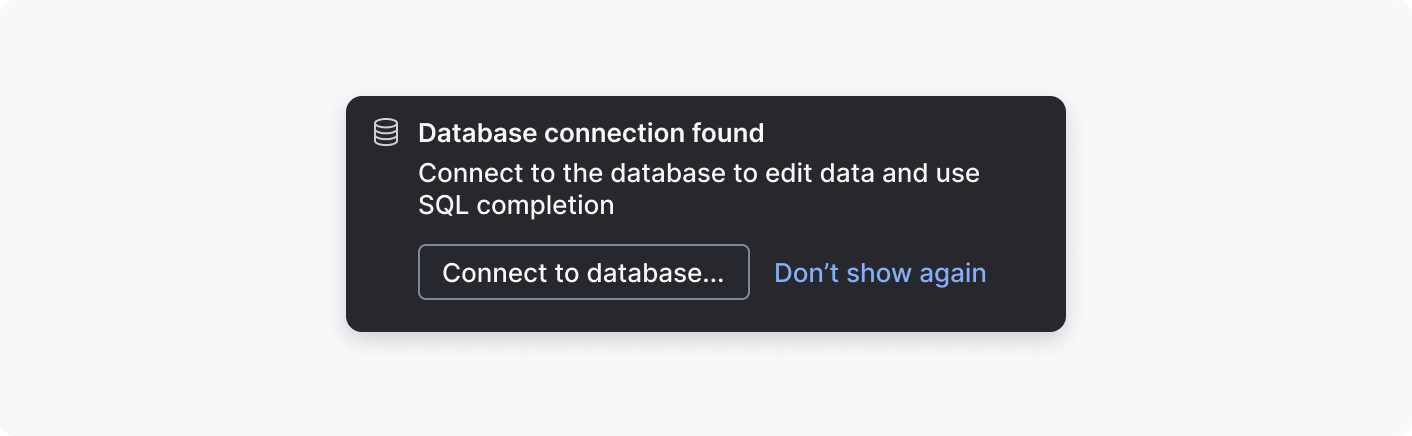 Database connection found
Connect to the database to edit data and use
SQL completion
Connect to database...
Don’t show again